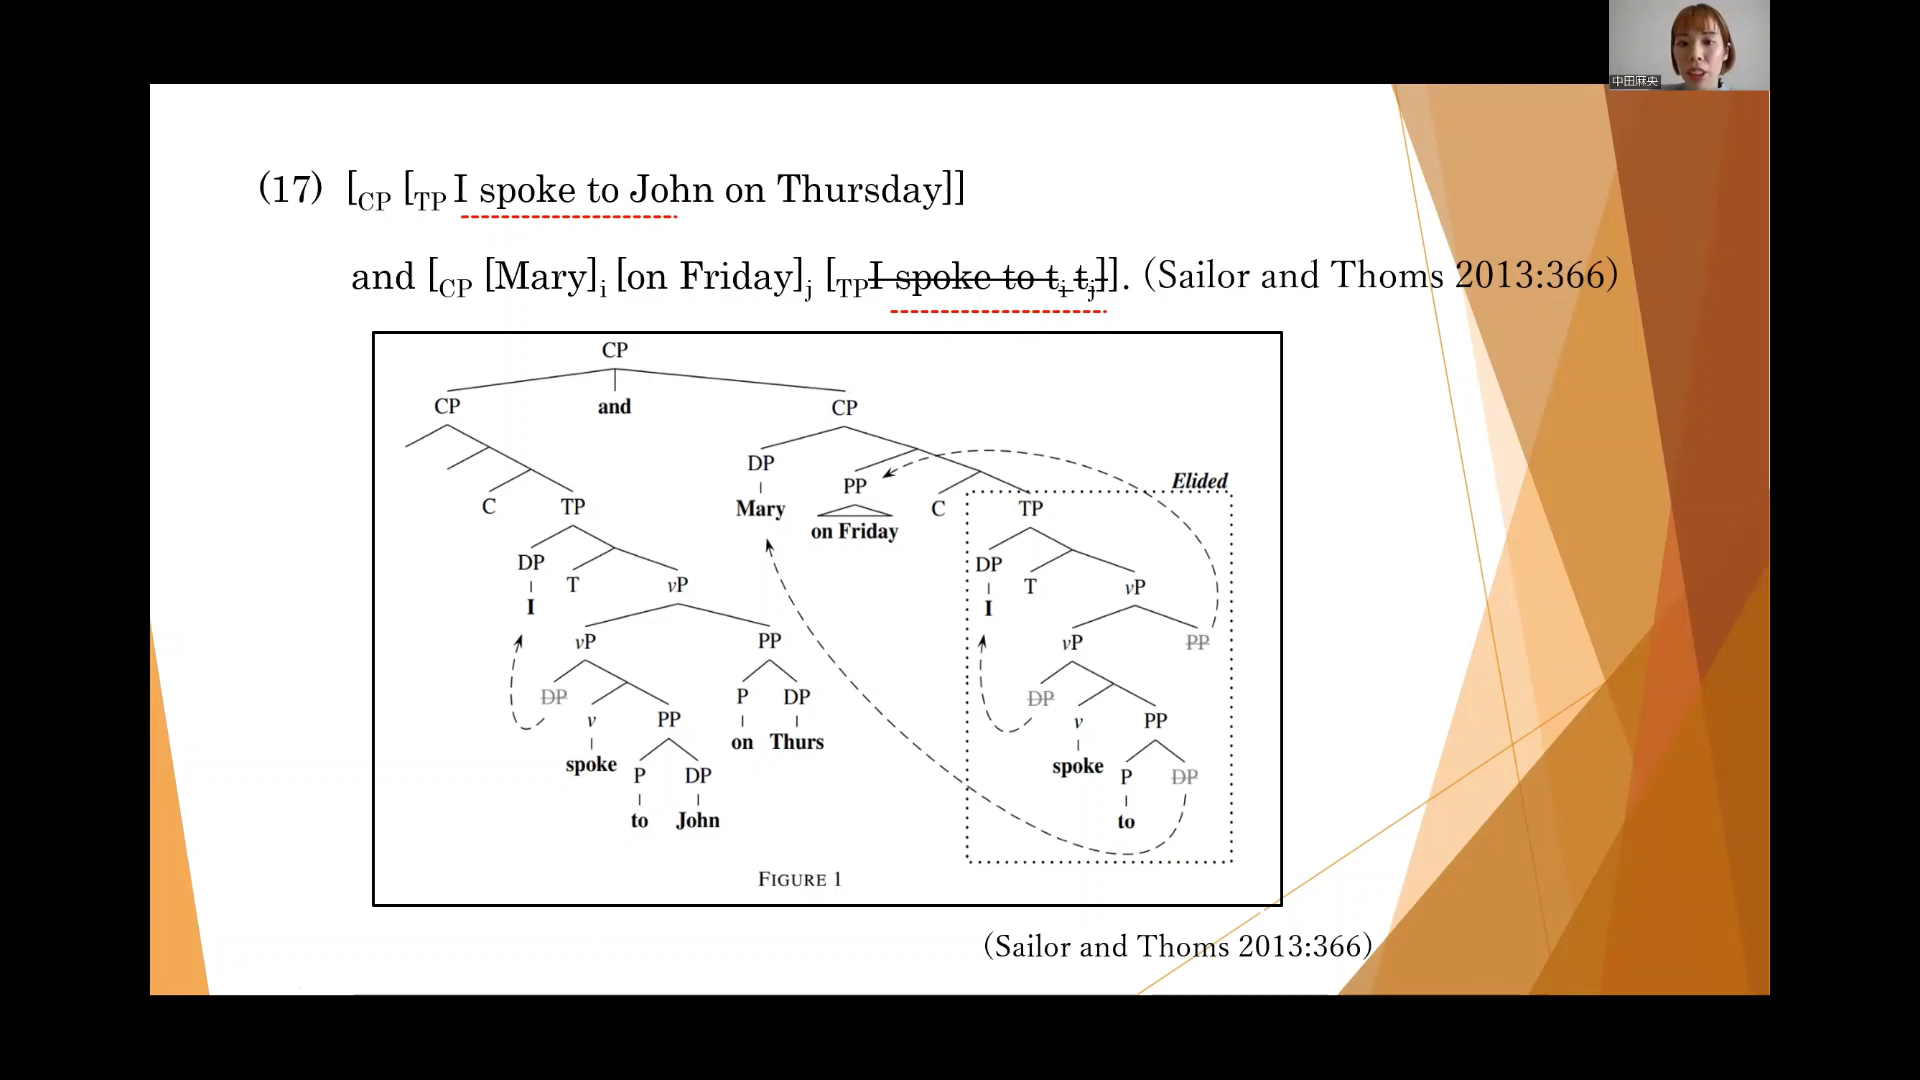 中田麻央
(17) [CP [TP I spoke to John on Thursday]]
and [CP [Mary]i [on Friday]j [TP I spoke to ti tj]]. (Sailor and Thoms 2013:366)
CP
CP and CP
DP
Elided
PP
C TP Mary C TP
on Friday
DP DP
T vP T vP
I I
vP PP vP PP
DP P DP DP
v PP v PP
on Thurs
spoke P DP spoke P DP
to John to
FIGURE 1
(Sailor and Thoms 2013:366)